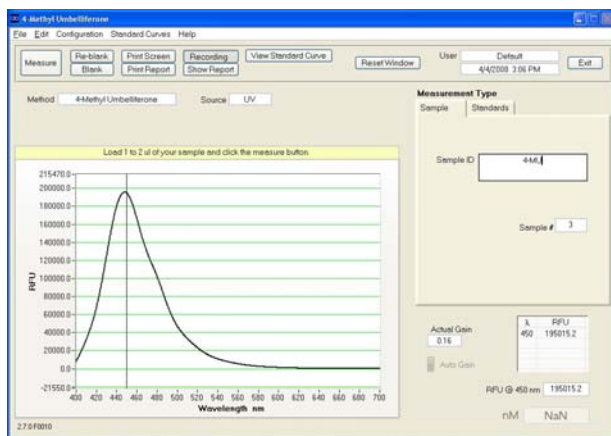 4-Methyl Umbelliferone
File Edit Configuration Standard Curves Help
Measure Re-blank Print Screen Recording View Standard Curve Reset Window User Default Exit
Blank Print Report Show Report 4/4/2008 3:06 PM
Method 4-Methyl Umbelliferone Source UV
Measurement Type
Sample Standards
Load 1 to 2 ul of your sample and click the measure button.
Sample ID 4-MU
Sample # 3
215470.0
200000.0
180000.0
160000.0
140000.0
120000.0
100000.0
80000.0
60000.0
40000.0
20000.0
0.0
-21550.0
RFU
400 420 440 460 480 500 520 540 560 580 600 620 640 660 680 700
Wavelength nm
Actual Gain
0.16
Auto Gain
λ RFU
450 195015.2
RFU @ 450 nm 195015.2
nM NaN
2.7.0 F0010